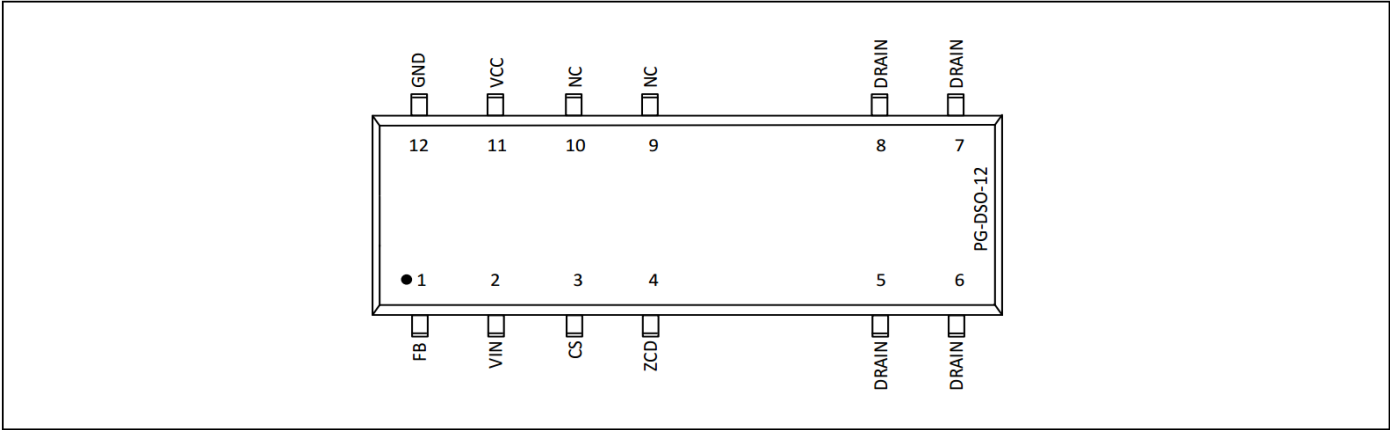 GND VCC NC NC DRAIN DRAIN
12 11 10 9 8 7
PG-DSO-12
1 2 3 4 5 6
FB VIN CS ZCD DRAIN DRAIN